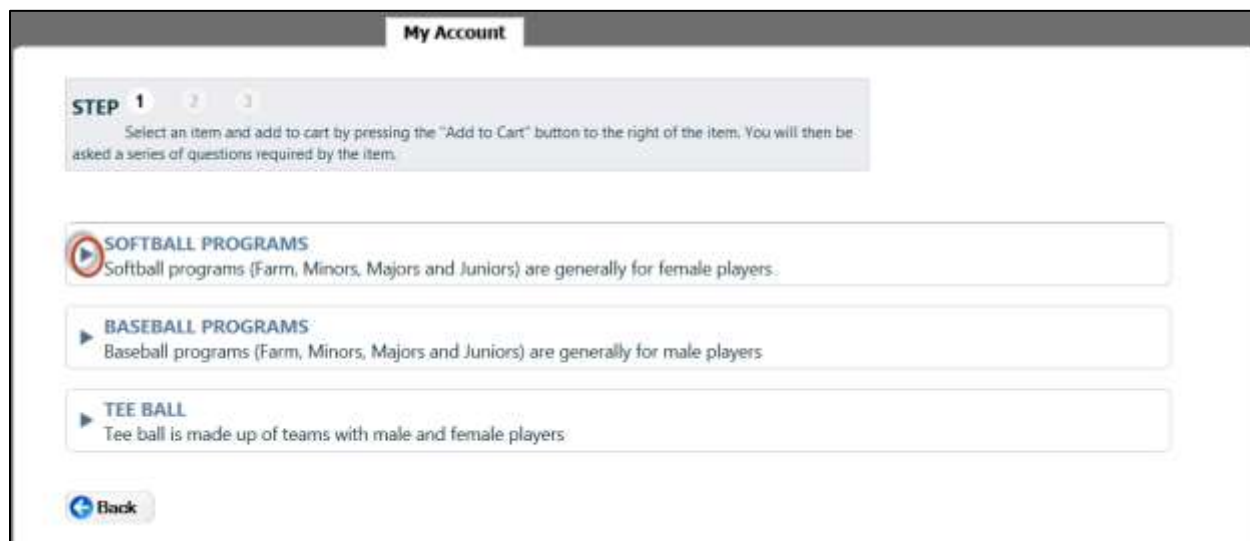 My Account
STEP 1 2 3
Select an item and add to cart by pressing the "Add to Cart" button to the right of the item. You will then be
asked a series of questions required by the item.
SOFTBALL PROGRAMS
Softball programs (Farm, Minors, Majors and Juniors) are generally for female players
BASEBALL PROGRAMS
Baseball programs (Farm, Minors, Majors and Juniors) are generally for male players
TEE BALL
Tee ball is made up of teams with male and female players
Back